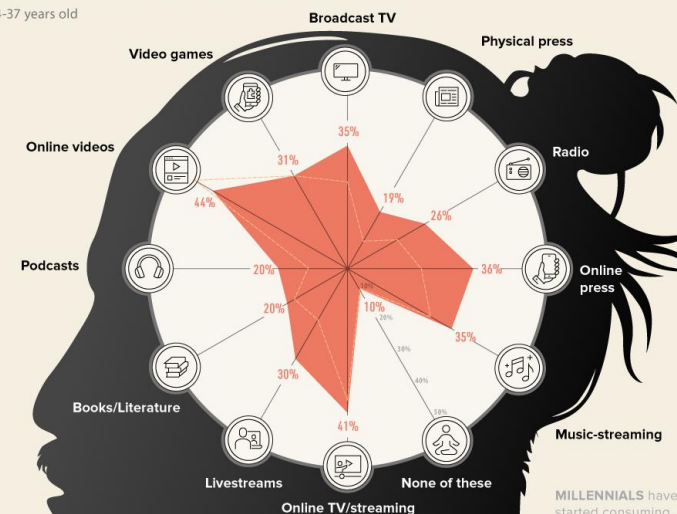 -37 years old
Broadcast TV
Video games
Physical press
Online videos
Radio
35%
31%
19%
26%
44%
Podcasts
20%
36%
Online
press
10%
10%
20%
20%
35%
30%
30%
40%
50%
41%
Books/Literature
Music-streaming
Livestreams
None of these
Online TV/streaming
MILLENNIALS have
started consuming